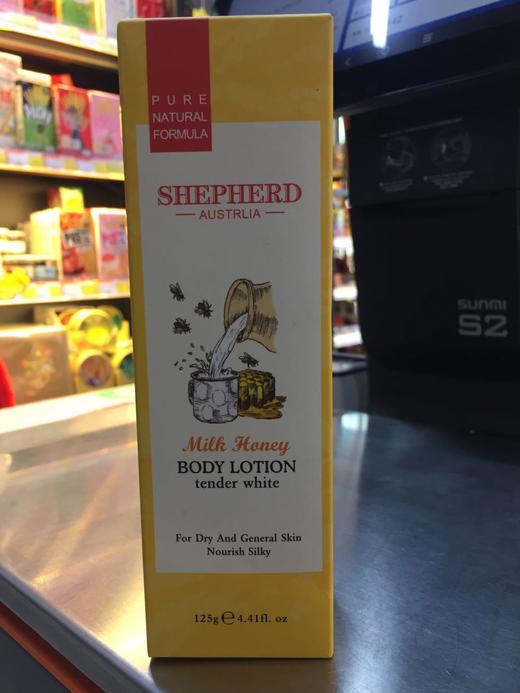 PURE
NATURAL
FORMULA
SHEPHERD
AUSTRLIA
Milk Honey
BODY LOTION
tender white
For Dry And General Skin
Nourish Silky
125g ℮ 4.41fl. oz
SUNMI
S2